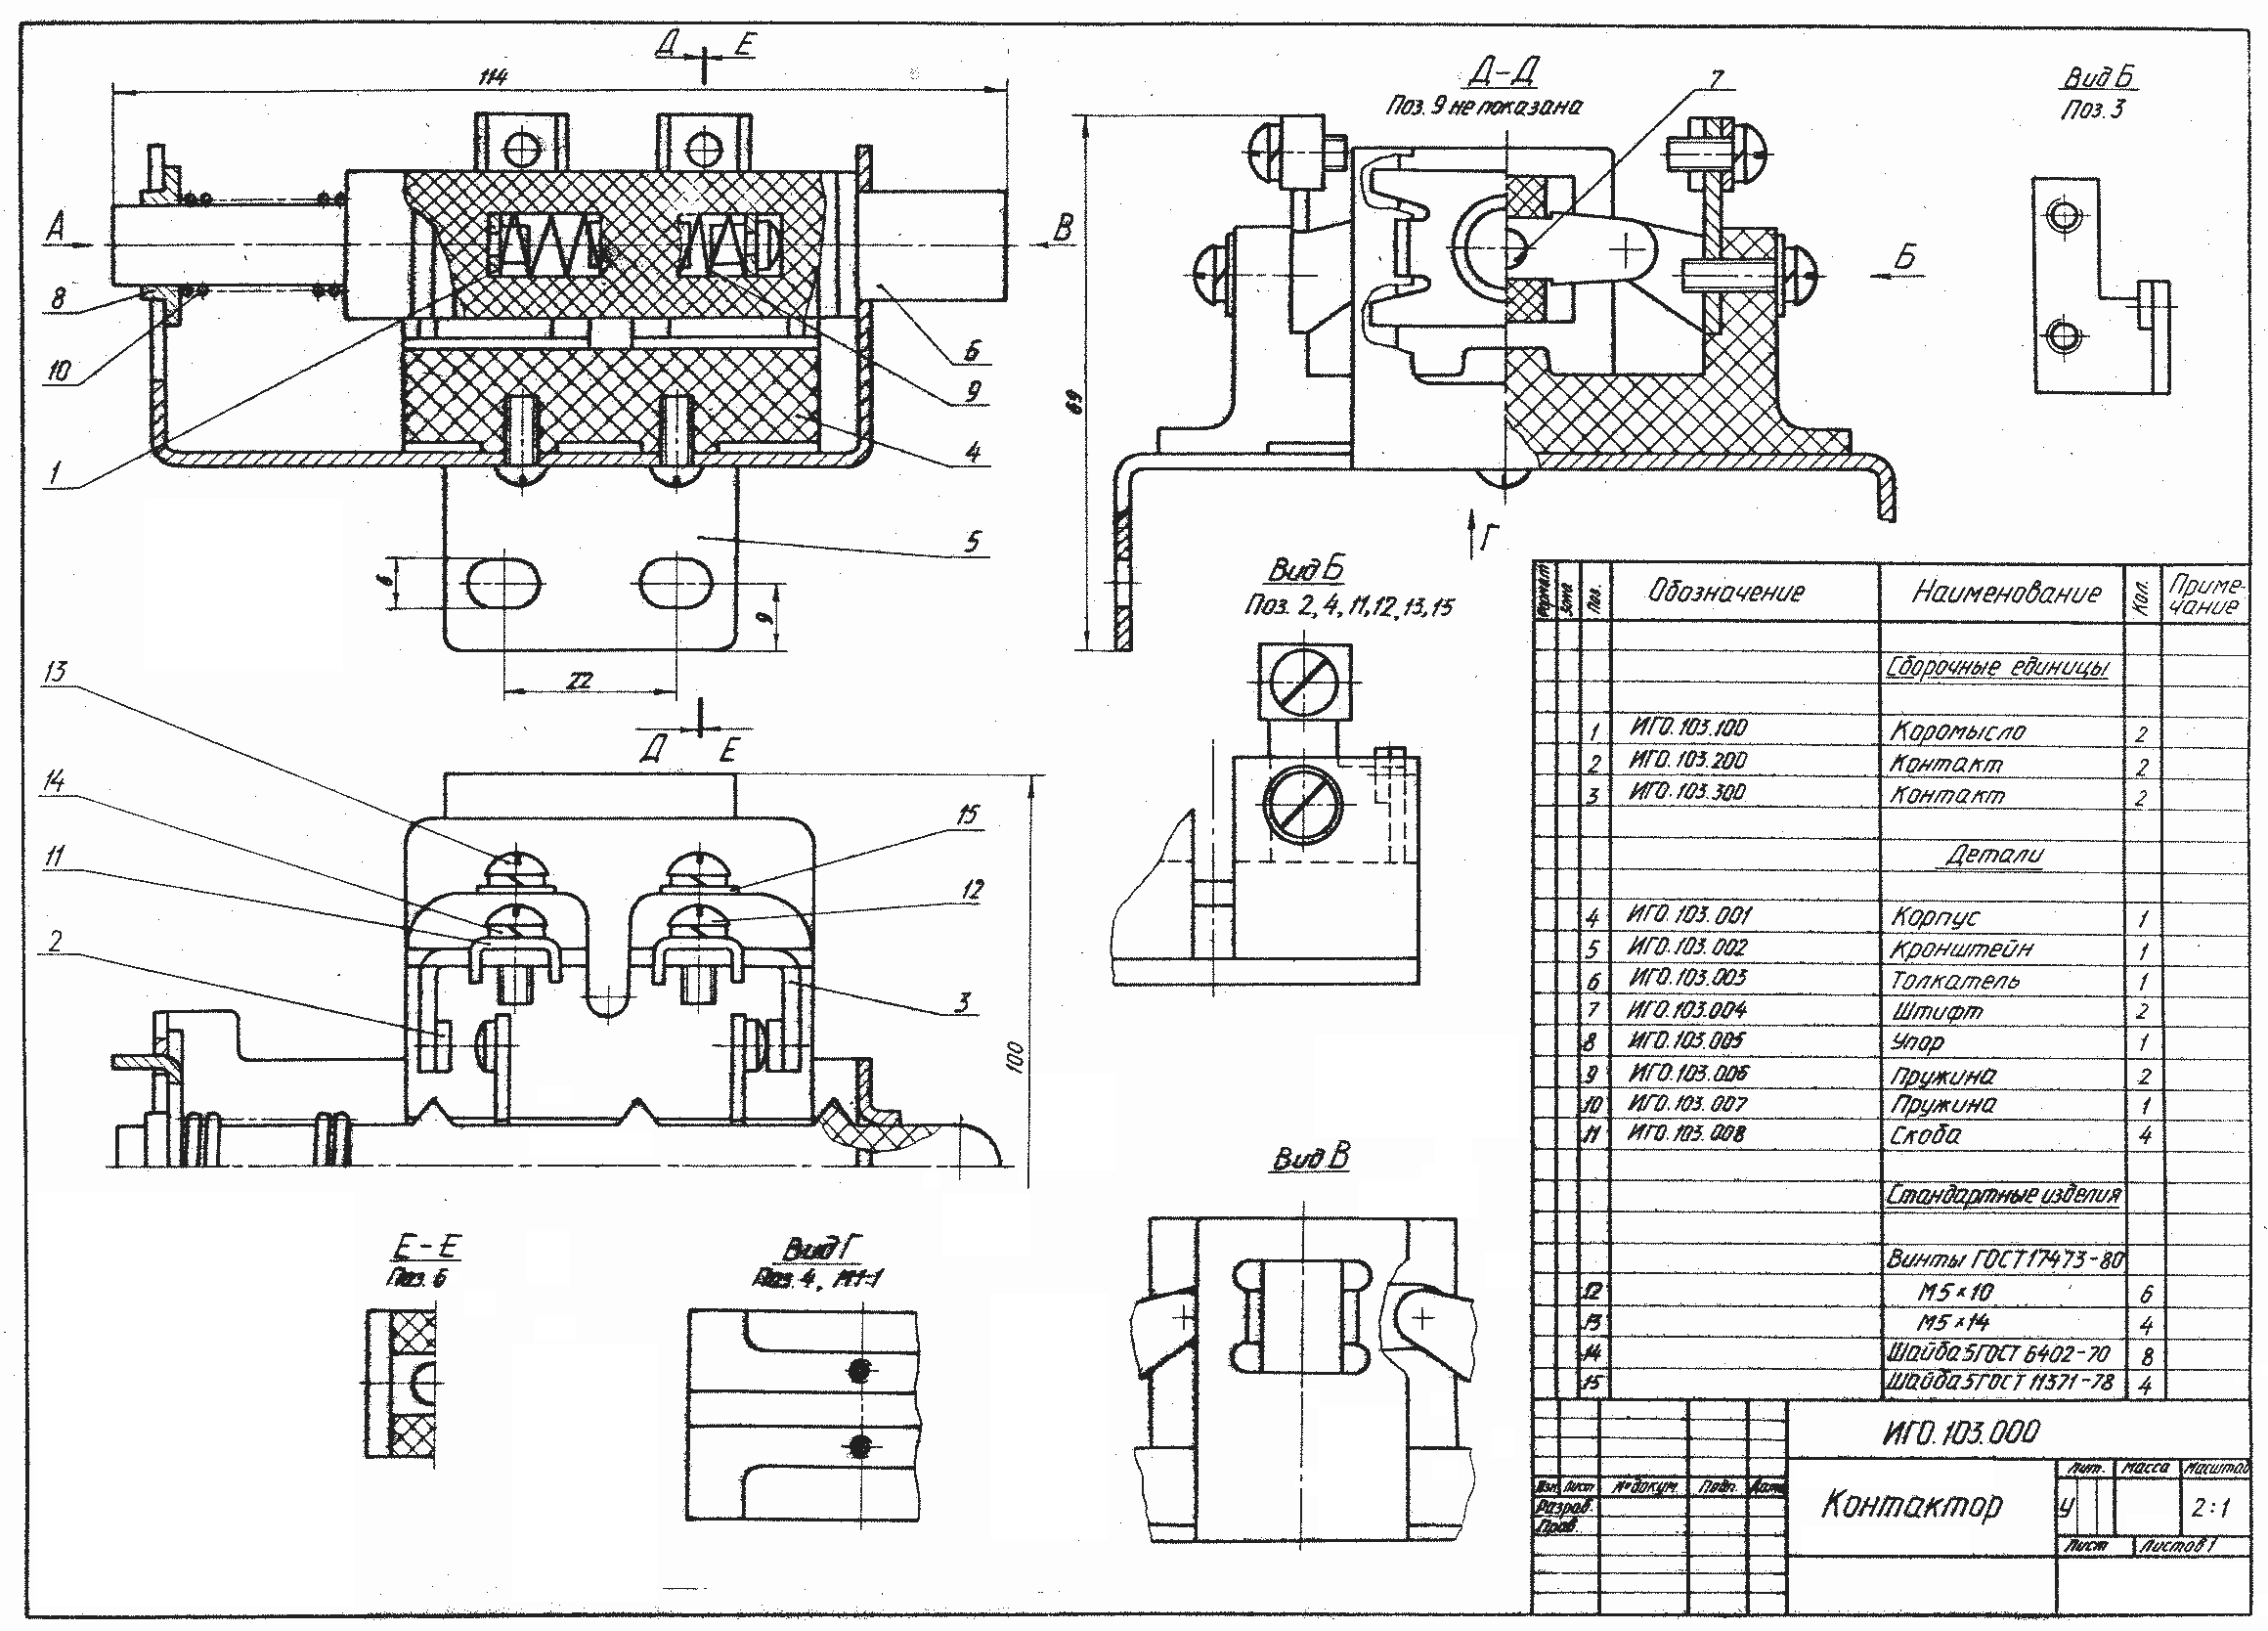 Д Е
114
А
В
8
10
1
6
9
4
5
6
9
22
Д Е
13
14
11
2
15
12
3
100
Д-Д
Поз. 9 не показана
7
69
Б
Г
Вид Б
Поз. 3
Вид Б
Поз. 2, 4, 11, 12, 13, 15
Вид В
Е-Е
Поз. 6
Вид Г
Поз. 4, М1:1
Формат Зона Поз. Обозначение Наименование Кол. Приме-
чание
Сборочные единицы
1 ИГО.103.100 Коромысло 2
2 ИГО.103.200 Контакт 2
3 ИГО.103.300 Контакт 2
Детали
4 ИГО.103.001 Корпус 1
5 ИГО.103.002 Кронштейн 1
6 ИГО.103.003 Толкатель 1
7 ИГО.103.004 Штифт 2
8 ИГО.103.005 Упор 1
9 ИГО.103.006 Пружина 2
10 ИГО.103.007 Пружина 1
11 ИГО.103.008 Скоба 4
Стандартные изделия
Винты ГОСТ 17473-80
12 М5×10 6
13 М5×14 4
14 Шайба 5 ГОСТ 6402-70 8
15 Шайба 5 ГОСТ 11371-78 4
ИГО.103.000
Изм. Лист № докум. Подп. Дата
Разраб.
Пров.
Контактор
Лит. Масса Масштаб
У 2:1
Лист Листов 1